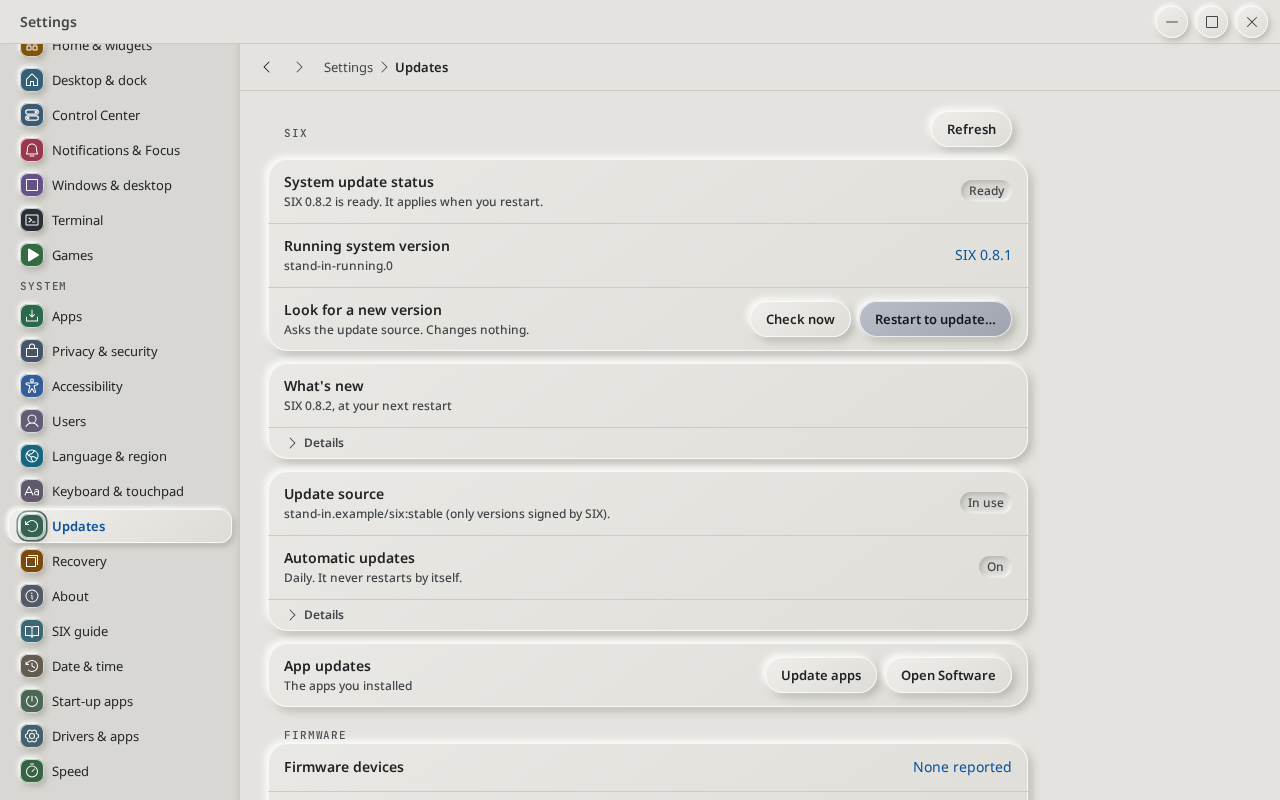 Settings
Home & widgets
Desktop & dock
Control Center
Notifications & Focus
Windows & desktop
Terminal
Games
SYSTEM
Apps
Privacy & security
Accessibility
Users
Language & region
Aa Keyboard & touchpad
Updates
Recovery
About
SIX guide
Date & time
Start-up apps
Drivers & apps
Speed
Settings > Updates
SIX
Refresh
System update status
SIX 0.8.2 is ready. It applies when you restart.
Ready
Running system version
stand-in-running.0
SIX 0.8.1
Look for a new version
Asks the update source. Changes nothing.
Check now
Restart to update...
What's new
SIX 0.8.2, at your next restart
Details
Update source
stand-in.example/six:stable (only versions signed by SIX).
In use
Automatic updates
Daily. It never restarts by itself.
On
Details
App updates
The apps you installed
Update apps
Open Software
FIRMWARE
Firmware devices
None reported